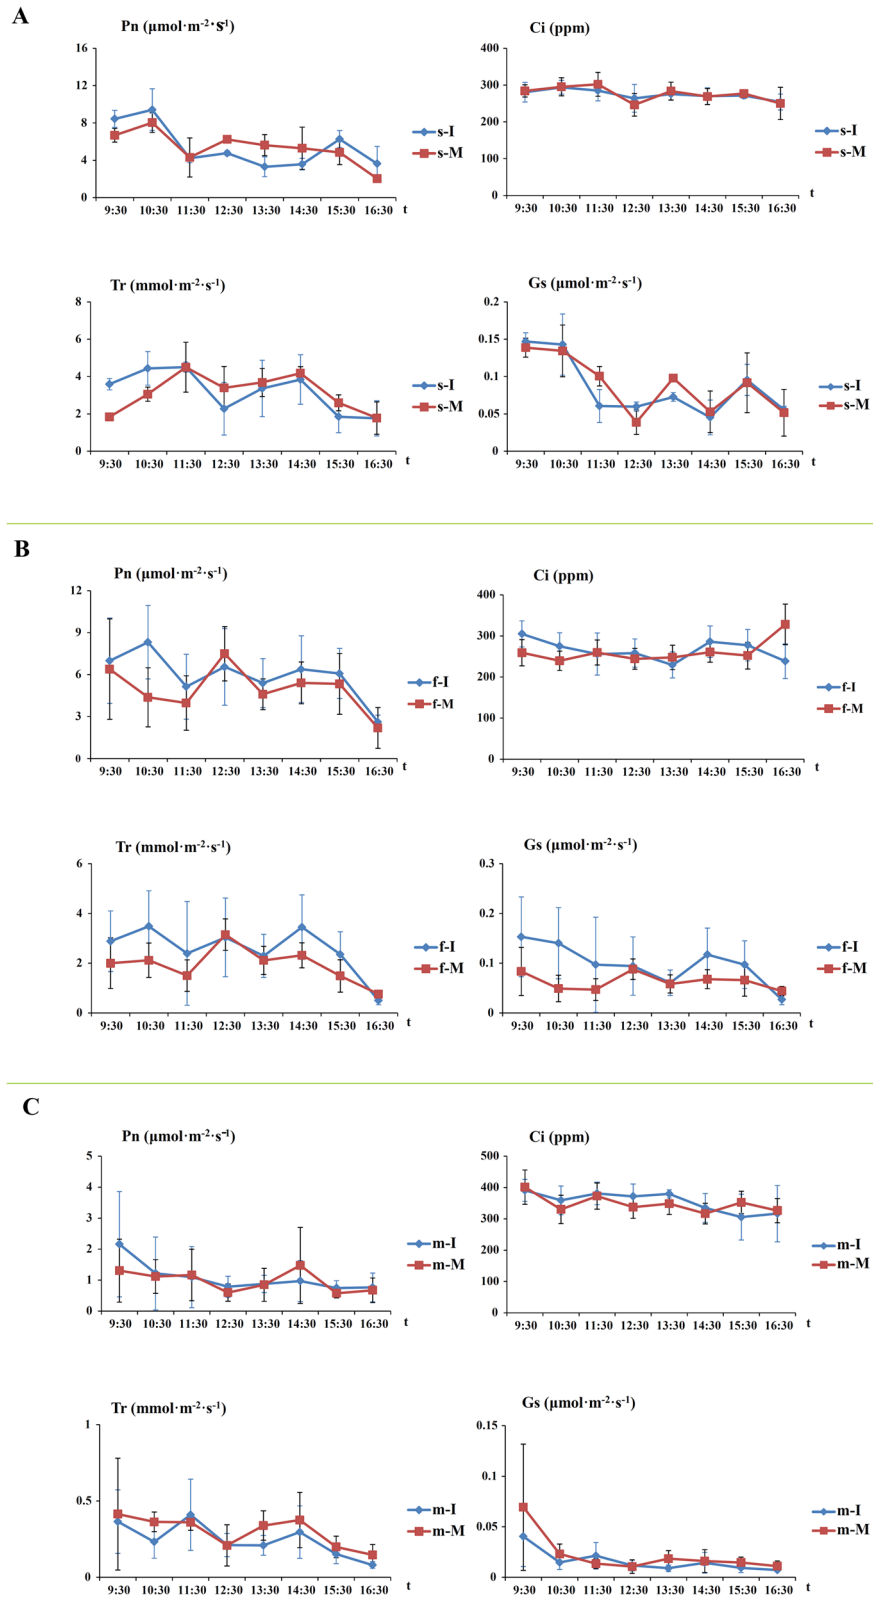 A
Pn (μmol·m-2·s-1)
16
12
8
4
0
9:30 10:30 11:30 12:30 13:30 14:30 15:30 16:30 t
s-I
s-M
Ci (ppm)
400
300
200
100
0
9:30 10:30 11:30 12:30 13:30 14:30 15:30 16:30 t
s-I
s-M
Tr (mmol·m-2·s-1)
8
6
4
2
0
9:30 10:30 11:30 12:30 13:30 14:30 15:30 16:30 t
s-I
s-M
Gs (μmol·m-2·s-1)
0.2
0.15
0.1
0.05
0
9:30 10:30 11:30 12:30 13:30 14:30 15:30 16:30 t
s-I
s-M
B
Pn (μmol·m-2·s-1)
12
9
6
3
0
9:30 10:30 11:30 12:30 13:30 14:30 15:30 16:30 t
f-I
f-M
Ci (ppm)
400
300
200
100
0
9:30 10:30 11:30 12:30 13:30 14:30 15:30 16:30 t
f-I
f-M
Tr (mmol·m-2·s-1)
6
4
2
0
9:30 10:30 11:30 12:30 13:30 14:30 15:30 16:30 t
f-I
f-M
Gs (μmol·m-2·s-1)
0.3
0.2
0.1
0
9:30 10:30 11:30 12:30 13:30 14:30 15:30 16:30 t
f-I
f-M
C
Pn (μmol·m-2·s-1)
5
4
3
2
1
0
9:30 10:30 11:30 12:30 13:30 14:30 15:30 16:30 t
m-I
m-M
Ci (ppm)
500
400
300
200
100
0
9:30 10:30 11:30 12:30 13:30 14:30 15:30 16:30 t
m-I
m-M
Tr (mmol·m-2·s-1)
1
0.5
0
9:30 10:30 11:30 12:30 13:30 14:30 15:30 16:30 t
m-I
m-M
Gs (μmol·m-2·s-1)
0.15
0.1
0.05
0
9:30 10:30 11:30 12:30 13:30 14:30 15:30 16:30 t
m-I
m-M